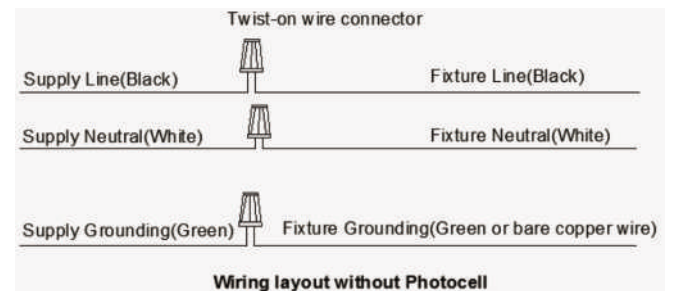 Twist-on wire connector
Supply Line(Black) Fixture Line(Black)
Supply Neutral(White) Fixture Neutral(White)
Supply Grounding(Green) Fixture Grounding(Green or bare copper wire)
Wiring layout without Photocell